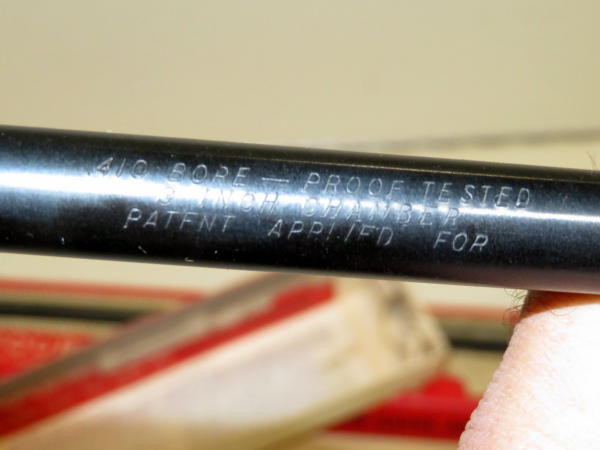 .410 BORE — PROOF TESTED
3 INCH CHAMBER
PATENT APPLIED FOR